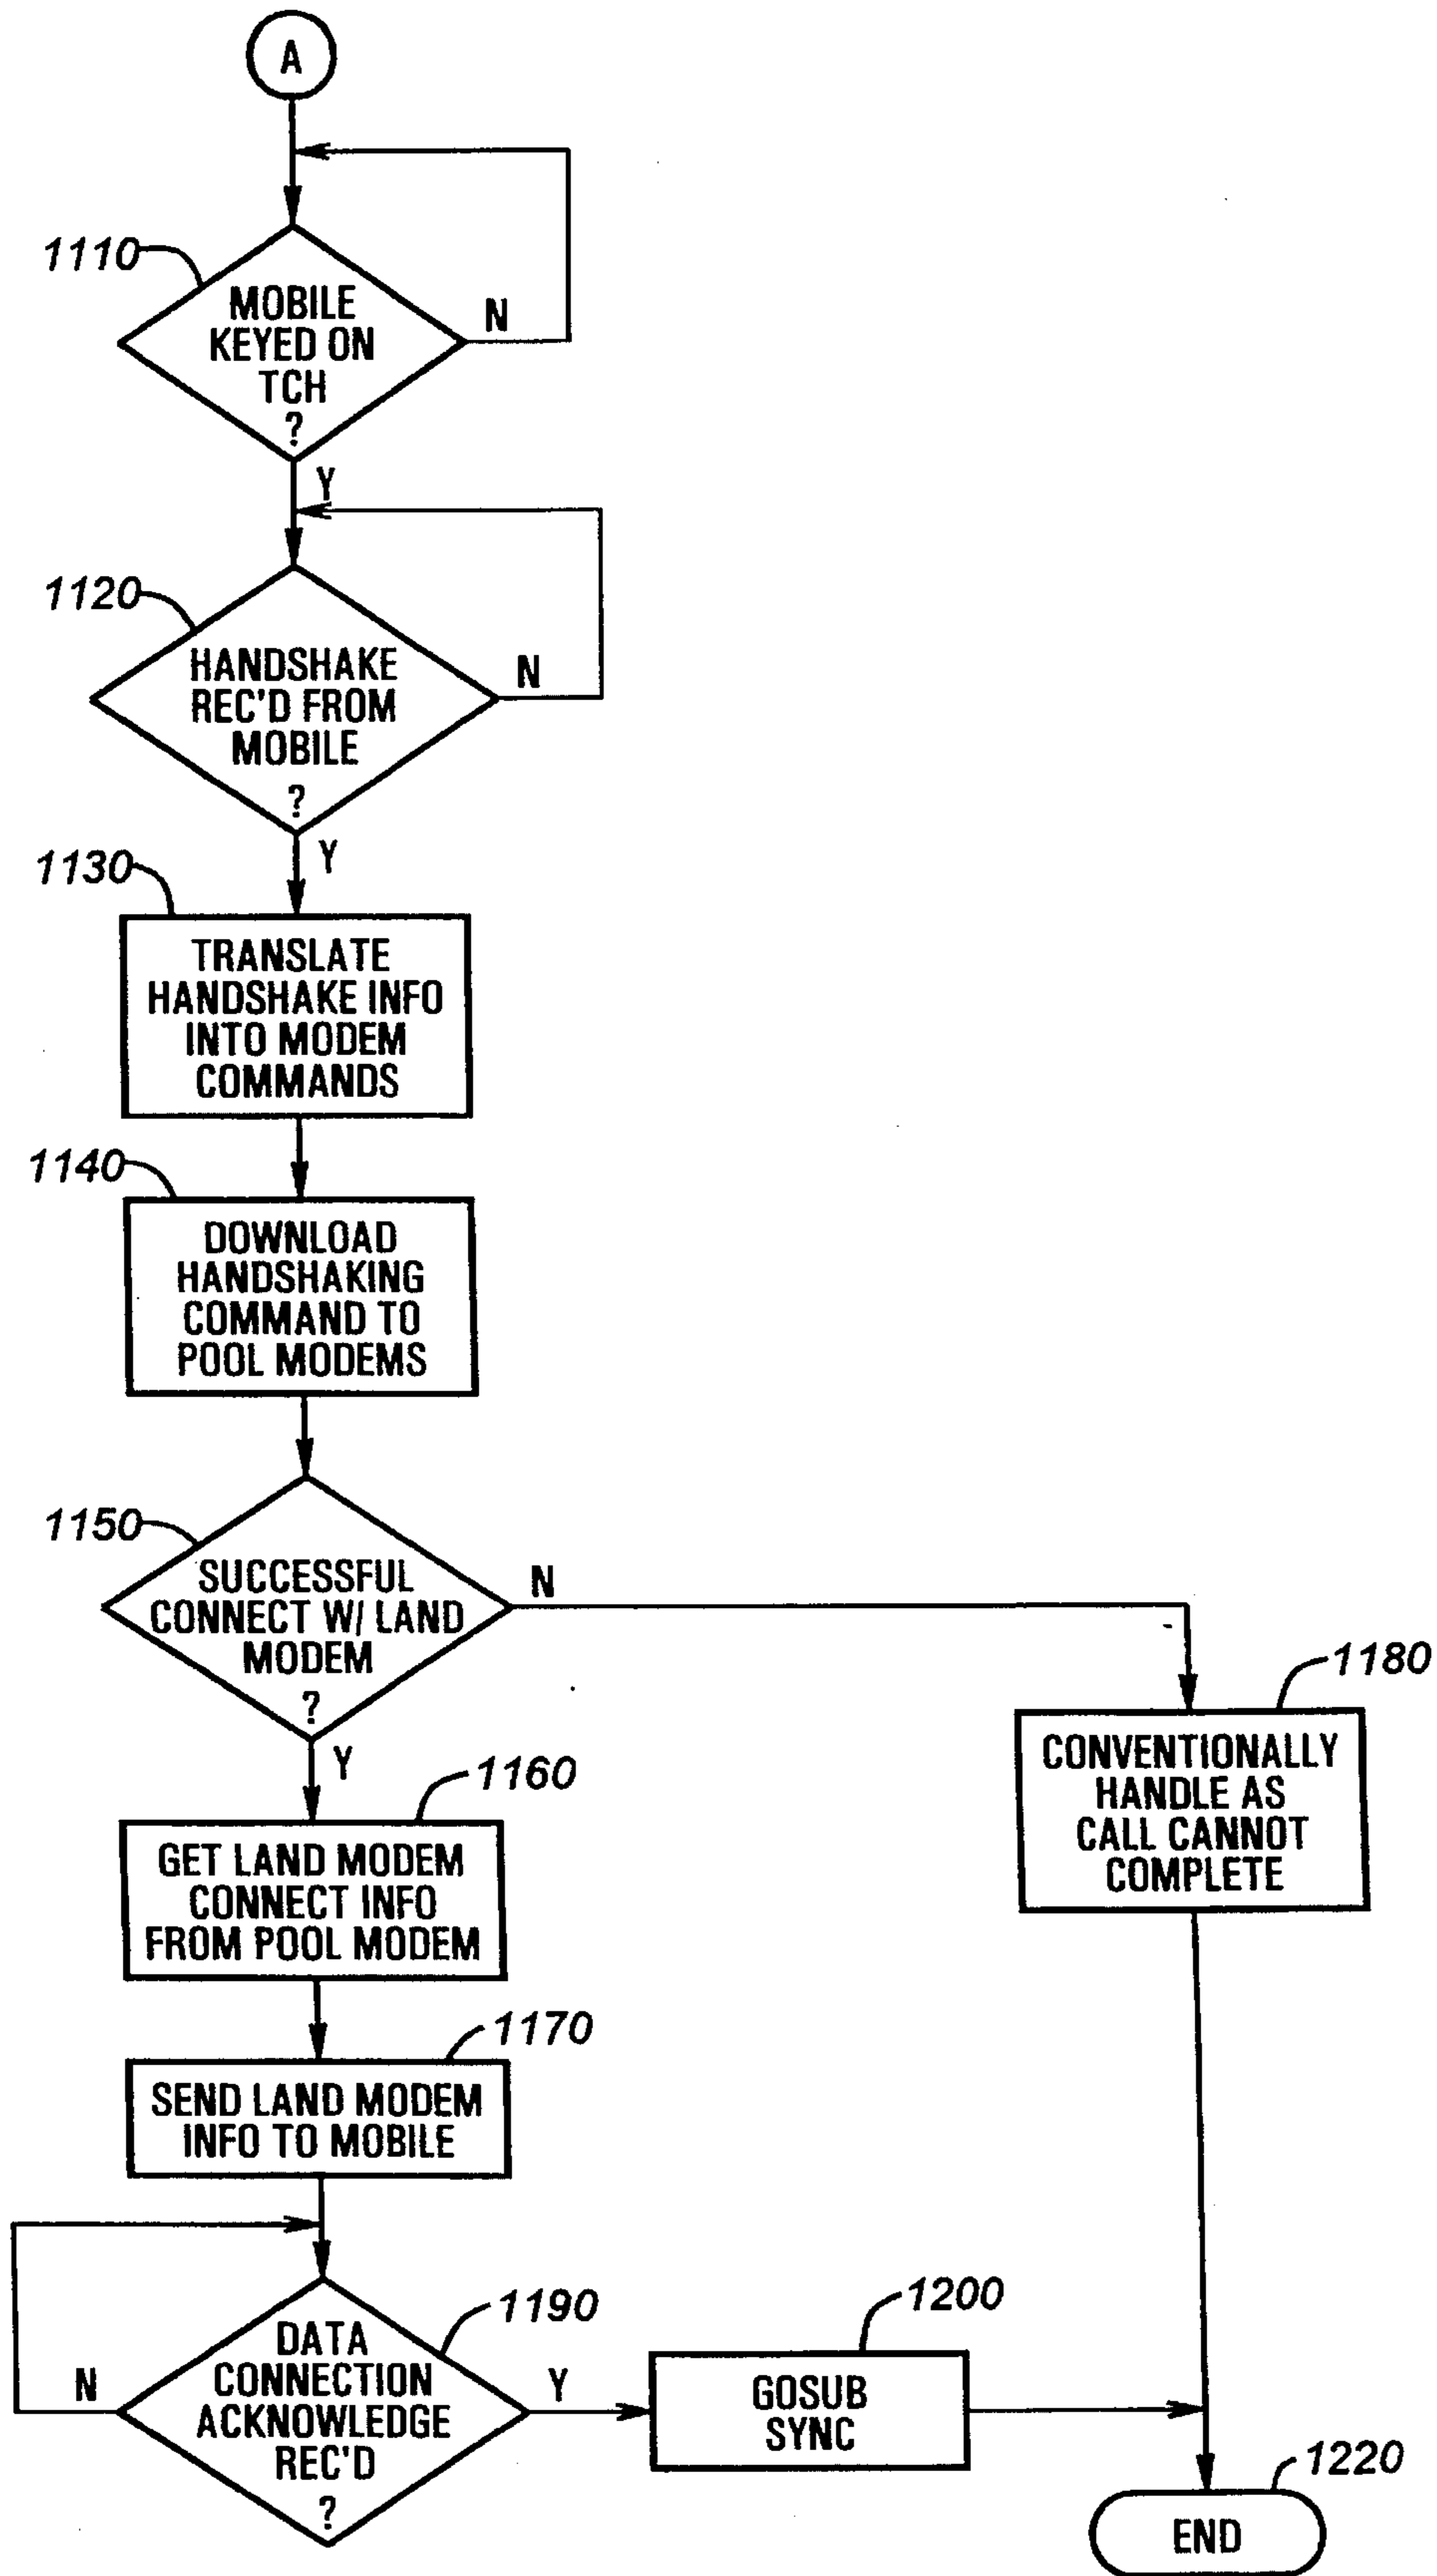 A
1110
MOBILE
KEYED ON
TCH
?
N
Y
1120
HANDSHAKE
REC'D FROM
MOBILE
?
N
Y
1130
TRANSLATE
HANDSHAKE INFO
INTO MODEM
COMMANDS
1140
DOWNLOAD
HANDSHAKING
COMMAND TO
POOL MODEMS
1150
SUCCESSFUL
CONNECT W/ LAND
MODEM
?
N
Y
1180
CONVENTIONALLY
HANDLE AS
CALL CANNOT
COMPLETE
1160
GET LAND MODEM
CONNECT INFO
FROM POOL MODEM
1170
SEND LAND MODEM
INFO TO MOBILE
1190
DATA
CONNECTION
ACKNOWLEDGE
REC'D
?
N
Y
1200
GOSUB
SYNC
1220
END